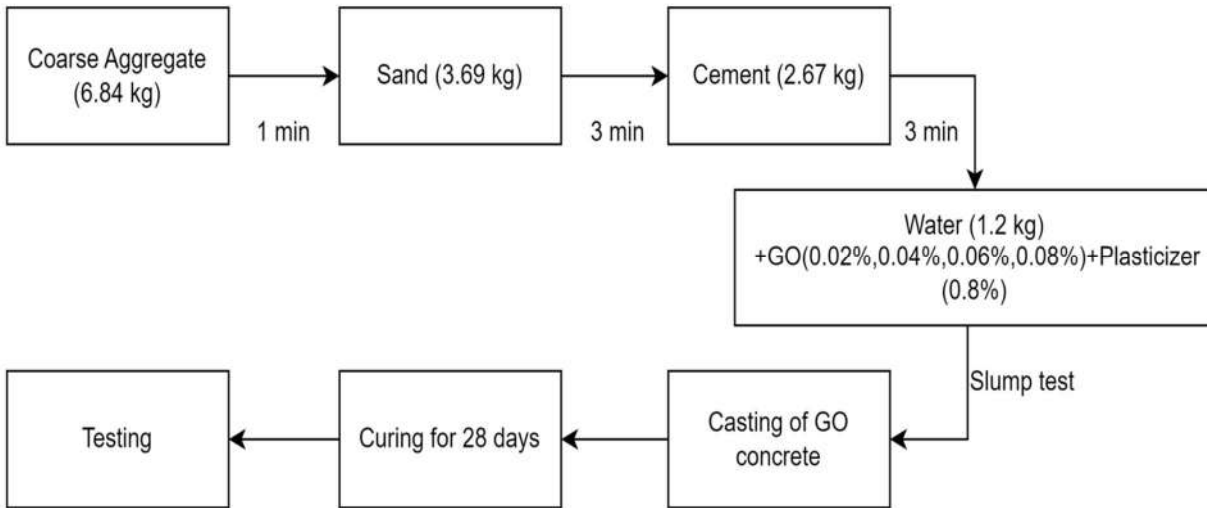 Coarse Aggregate
(6.84 kg)
1 min
Sand (3.69 kg)
3 min
Cement (2.67 kg)
3 min
Water (1.2 kg)
+GO(0.02%,0.04%,0.06%,0.08%)+Plasticizer
(0.8%)
Slump test
Casting of GO
concrete
Curing for 28 days
Testing